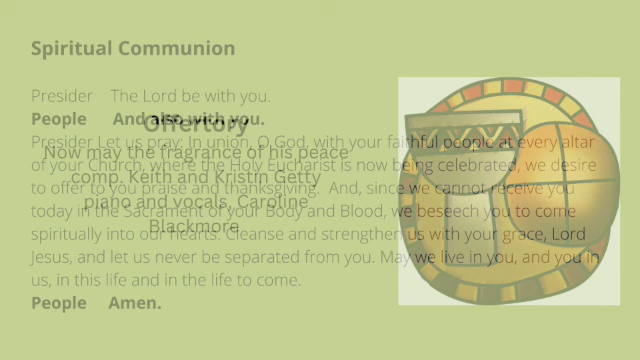 Spiritual Communion
Presider The Lord be with you.
People And also with you.
Presider Let us pray: In union, O God, with your faithful people at every altar
of your Church, where the Holy Eucharist is now being celebrated, we desire
to offer to you praise and thanksgiving. And, since we cannot receive you
today in the Sacrament of your Body and Blood, we beseech you to come
spiritually into our hearts. Cleanse and strengthen us with your grace, Lord
Jesus, and let us never be separated from you. May we live in you, and you in
us, in this life and in the life to come.
People Amen.
Offertory
Now may the fragrance of his peace
comp. Keith and Kristin Getty
piano and vocals, Caroline
Blackmore